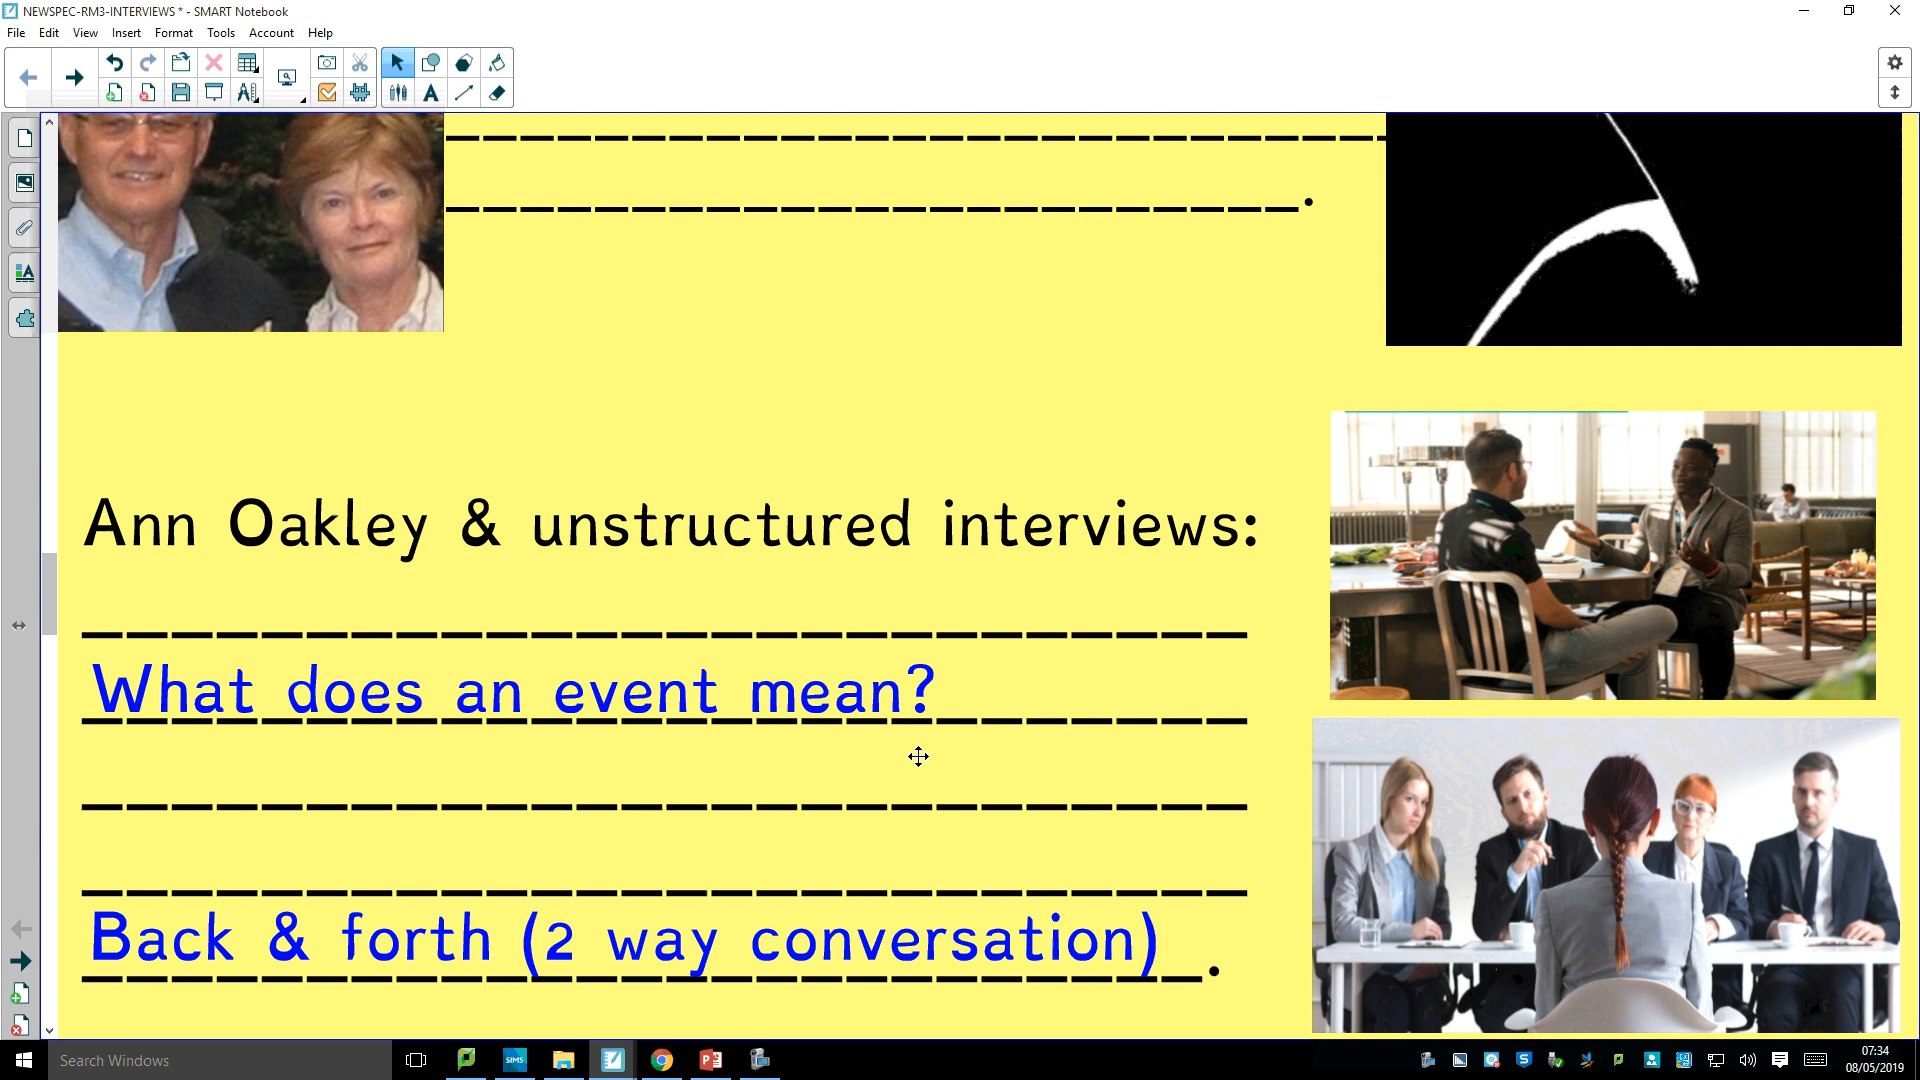 NEWSPEC-RM3-INTERVIEWS * - SMART Notebook
File Edit View Insert Format Tools Account Help
Ann Oakley & unstructured interviews:
What does an event mean?
Back & forth (2 way conversation)
.
Search Windows
SIMS
07:34
08/05/2019